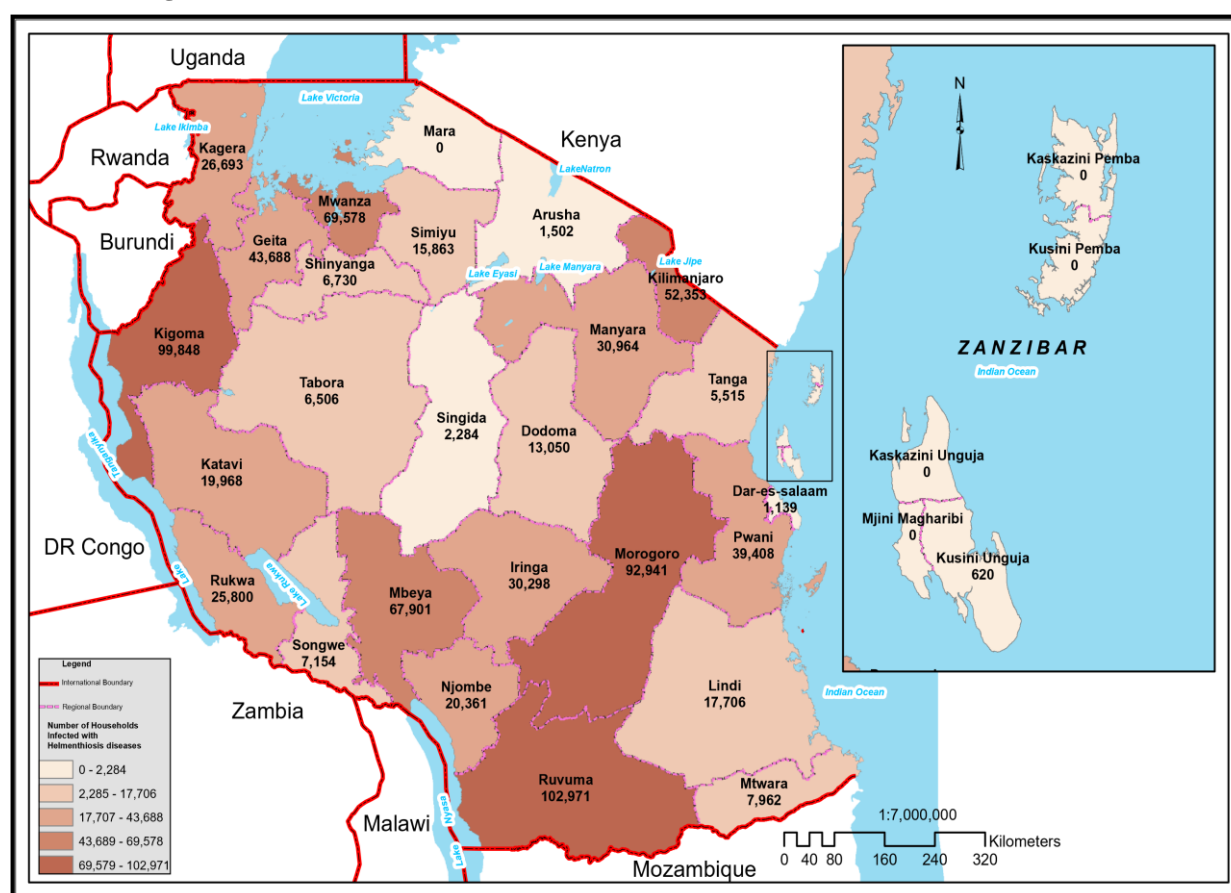 Uganda
Lake Victoria
Lake Ikimba
Kenya
Rwanda
Burundi
Kagera
26,693
Mara
0
LakeNatron
Mwanza
69,578
Arusha
1,502
Simiyu
15,863
Geita
43,688
Shinyanga
6,730
Lake Eyasi
Lake Manyara
Lake Jipe
Kilimanjaro
52,353
Kigoma
99,848
Manyara
30,964
Tabora
6,506
Tanga
5,515
Singida
2,284
Dodoma
13,050
Katavi
19,968
Tanganyika
Lake
DR Congo
Dar-es-salaam
1,139
Pwani
39,408
Morogoro
92,941
Iringa
30,298
Rukwa
25,800
Lake Rukwa
Mbeya
67,901
Songwe
7,154
Njombe
20,361
Lindi
17,706
Indian Ocean
Zambia
Ruvuma
102,971
Mtwara
7,962
Malawi
Nyasa
Lake
Mozambique
N
Kaskazini Pemba
0
Kusini Pemba
0
ZANZIBAR
Indian Ocean
Kaskazini Unguja
0
Mjini Magharibi
0
Kusini Unguja
620
Legend
International Boundary
Regional Boundary
Number of Households
Infected with
Helmenthiosis diseases
0 - 2,284
2,285 - 17,706
17,707 - 43,688
43,689 - 69,578
69,579 - 102,971
1:7,000,000
Kilometers
0 40 80 160 240 320